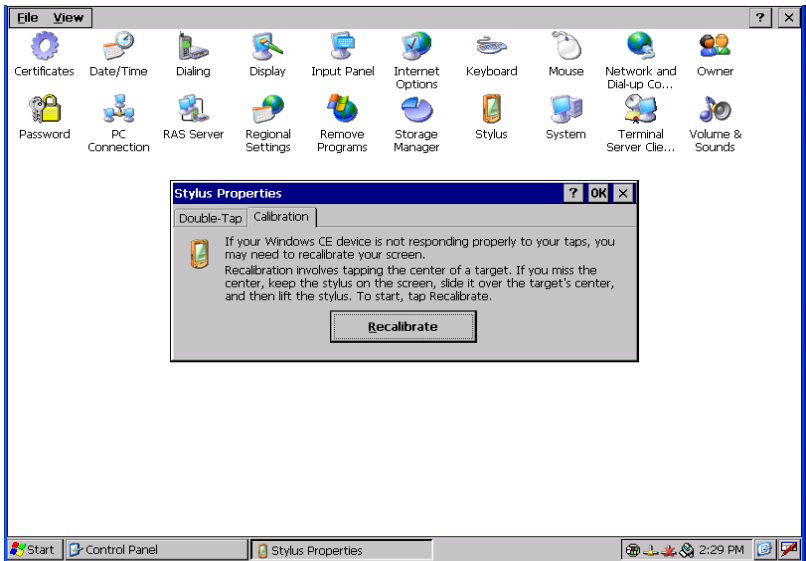 File View ? ×
Certificates Date/Time Dialing Display Input Panel Internet Options Keyboard Mouse Network and Dial-up Co... Owner
Password PC Connection RAS Server Regional Settings Remove Programs Storage Manager Stylus System Terminal Server Clie... Volume & Sounds
Stylus Properties ? OK ×
Double-Tap Calibration
If your Windows CE device is not responding properly to your taps, you
may need to recalibrate your screen.
Recalibration involves tapping the center of a target. If you miss the
center, keep the stylus on the screen, slide it over the target's center,
and then lift the stylus. To start, tap Recalibrate.
Recalibrate
Start Control Panel Stylus Properties 2:29 PM